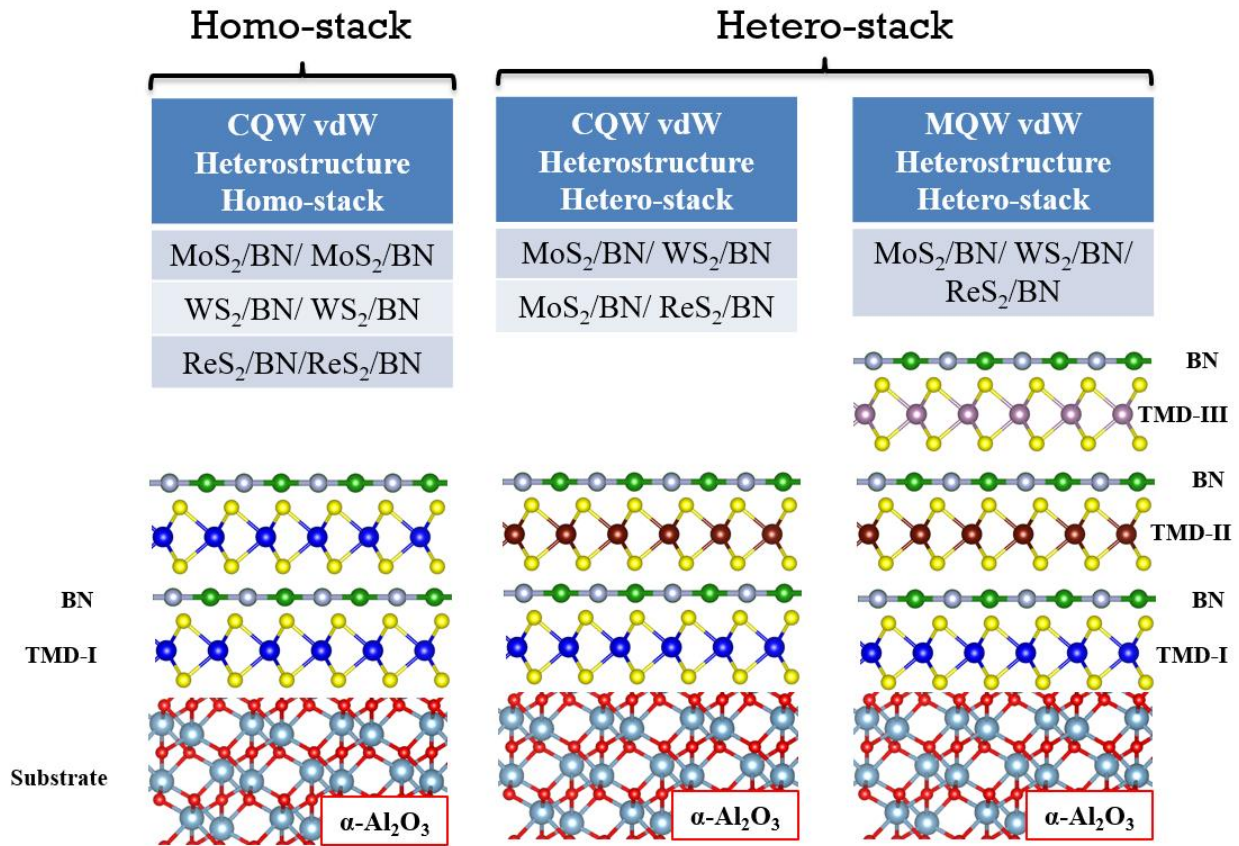 Homo-stack
Hetero-stack
CQW vdW
Heterostructure
Homo-stack
MoS₂/BN/ MoS₂/BN
WS₂/BN/ WS₂/BN
ReS₂/BN/ReS₂/BN
CQW vdW
Heterostructure
Hetero-stack
MoS₂/BN/ WS₂/BN
MoS₂/BN/ ReS₂/BN
MQW vdW
Heterostructure
Hetero-stack
MoS₂/BN/ WS₂/BN/
ReS₂/BN
BN
TMD-III
BN
TMD-II
BN
TMD-I
BN
TMD-I
Substrate
α-Al₂O₃
α-Al₂O₃
α-Al₂O₃